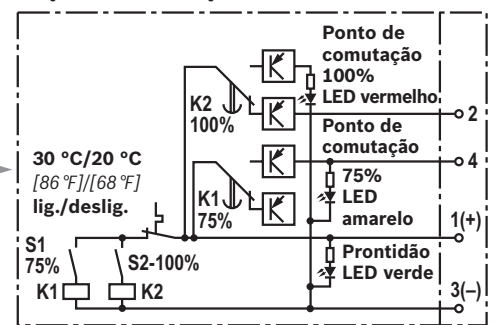 Ponto de
comutação
100%
LED vermelho
K2
100%
2
Ponto de
comutação
4
30 °C/20 °C
[86 °F]/[68 °F]
lig./deslig.
K1
75%
75%
LED
amarelo
1(+)
S1
75%
S2-100%
Prontidão
LED verde
K1
K2
3(–)